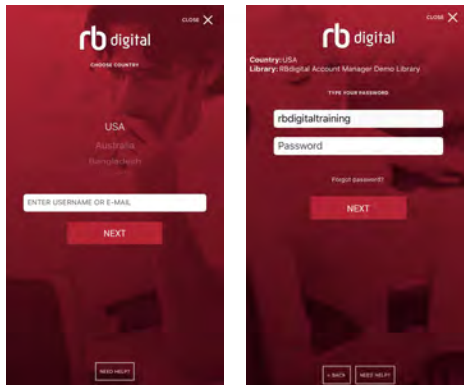 CLOSE X
rb digital
CHOOSE COUNTRY
USA
Australia
Bangladesh
ENTER USERNAME OR E-MAIL
NEXT
NEED HELP?
CLOSE X
rb digital
Country: USA
Library: RBdigital Account Manager Demo Library
TYPE YOUR PASSWORD
rbdigitaltraining
Password
Forgot password?
NEXT
< BACK
NEED HELP?